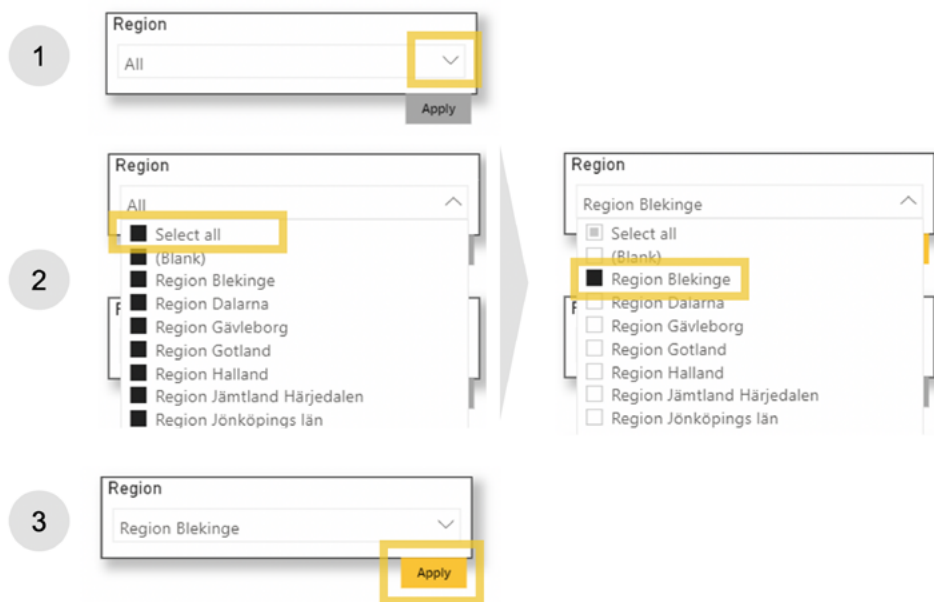 1
Region
All
Apply
2
Region
All
Select all
(Blank)
Region Blekinge
Region Dalarna
Region Gävleborg
Region Gotland
Region Halland
Region Jämtland Härjedalen
Region Jönköpings län
Region
Region Blekinge
Select all
(Blank)
Region Blekinge
Region Dalarna
Region Gävleborg
Region Gotland
Region Halland
Region Jämtland Härjedalen
Region Jönköpings län
3
Region
Region Blekinge
Apply